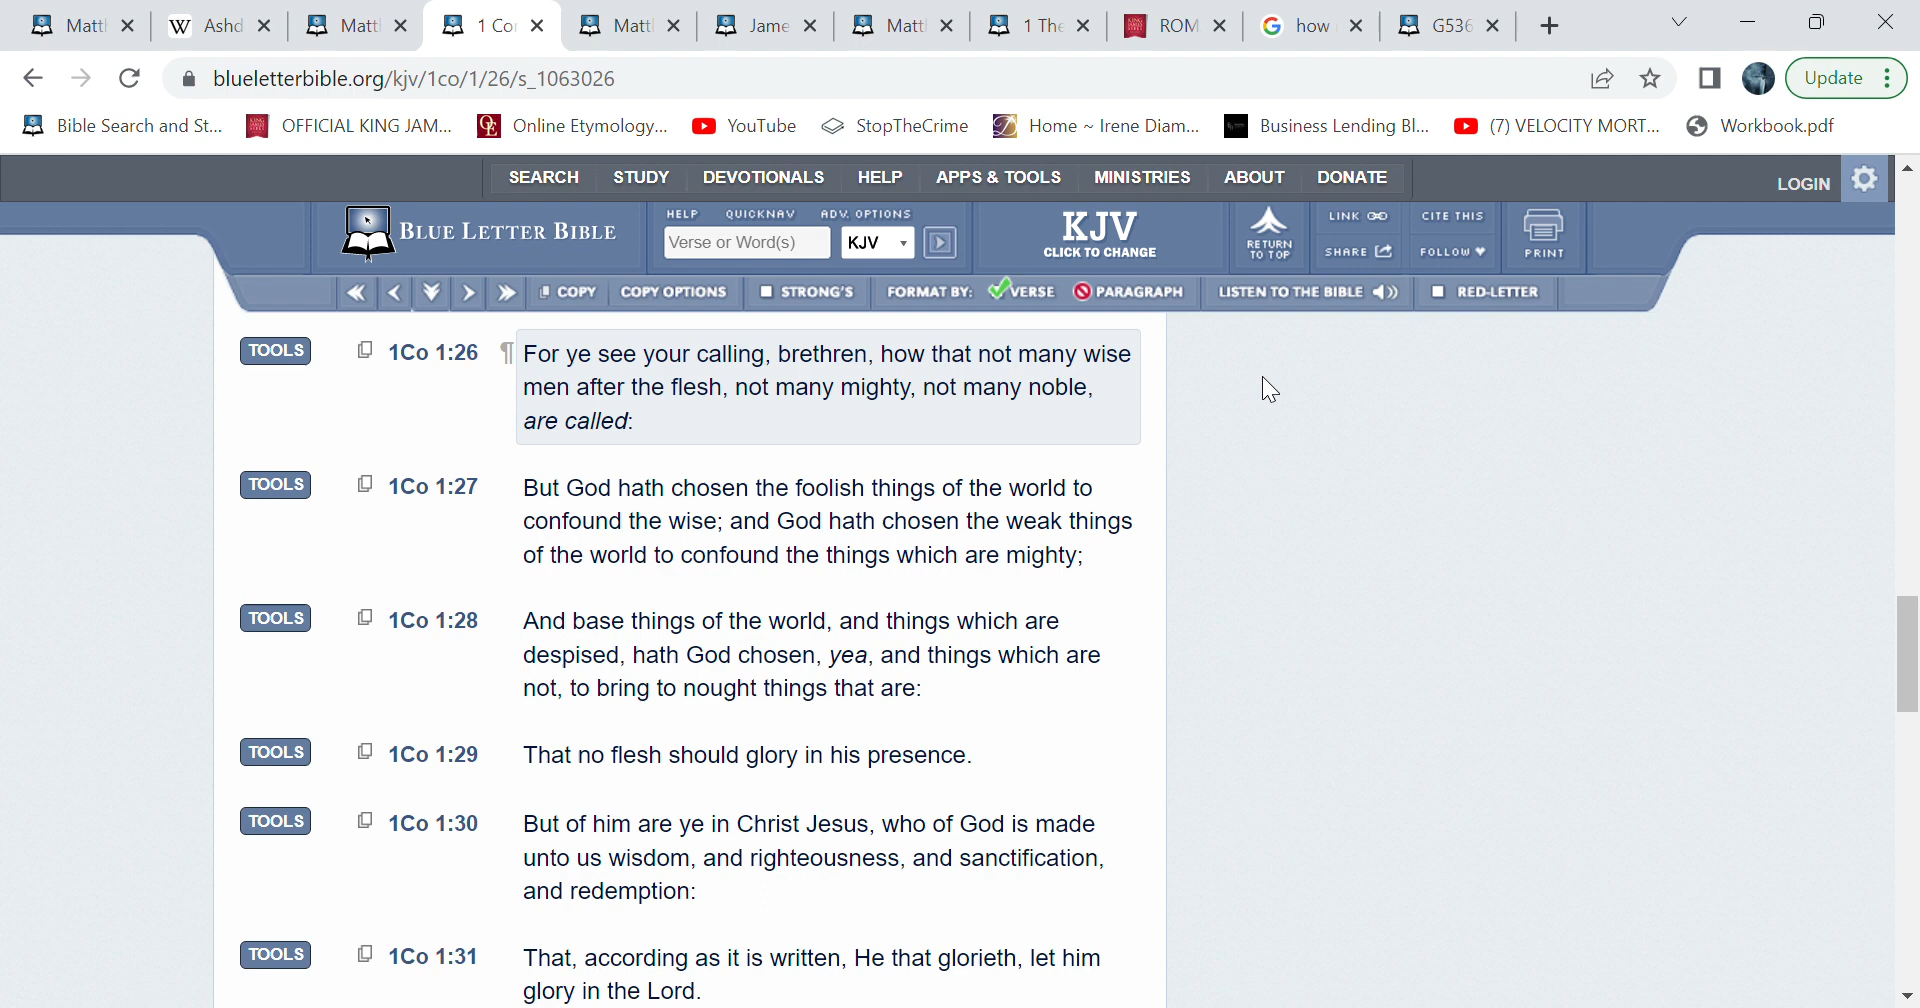 Matt
Ashd
Matt
1 Co
Matt
Jame
Matt
1 The
ROM
how
G536
blueletterbible.org/kjv/1co/1/26/s_1063026
Update
Bible Search and St...
OFFICIAL KING JAM...
Online Etymology...
YouTube
StopTheCrime
Home ~ Irene Diam...
Business Lending Bl...
(7) VELOCITY MORT...
Workbook.pdf
SEARCH STUDY DEVOTIONALS HELP APPS & TOOLS MINISTRIES ABOUT DONATE
LOGIN
BLUE LETTER BIBLE
HELP QUICKNAV ADV. OPTIONS
Verse or Word(s)
KJV
KJV
CLICK TO CHANGE
RETURN
TO TOP
LINK
CITE THIS
SHARE
FOLLOW
PRINT
COPY COPY OPTIONS STRONG'S FORMAT BY: VERSE PARAGRAPH LISTEN TO THE BIBLE RED-LETTER
TOOLS 1Co 1:26 ¶ For ye see your calling, brethren, how that not many wise
men after the flesh, not many mighty, not many noble,
are called:
TOOLS 1Co 1:27 But God hath chosen the foolish things of the world to
confound the wise; and God hath chosen the weak things
of the world to confound the things which are mighty;
TOOLS 1Co 1:28 And base things of the world, and things which are
despised, hath God chosen, yea, and things which are
not, to bring to nought things that are:
TOOLS 1Co 1:29 That no flesh should glory in his presence.
TOOLS 1Co 1:30 But of him are ye in Christ Jesus, who of God is made
unto us wisdom, and righteousness, and sanctification,
and redemption:
TOOLS 1Co 1:31 That, according as it is written, He that glorieth, let him
glory in the Lord.